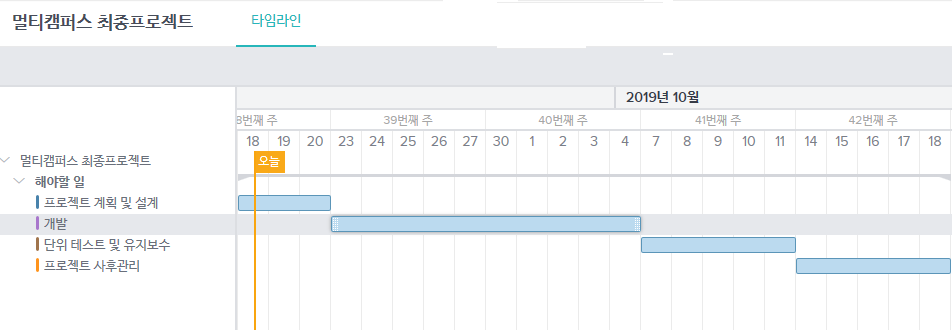 멀티캠퍼스 최종프로젝트 타임라인
2019년 10월
8번째 주 39번째 주 40번째 주 41번째 주 42번째 주
18 19 20 23 24 25 26 27 30 1 2 3 4 7 8 9 10 11 14 15 16 17 18
오늘
멀티캠퍼스 최종프로젝트
해야할 일
프로젝트 계획 및 설계
개발
단위 테스트 및 유지보수
프로젝트 사후관리